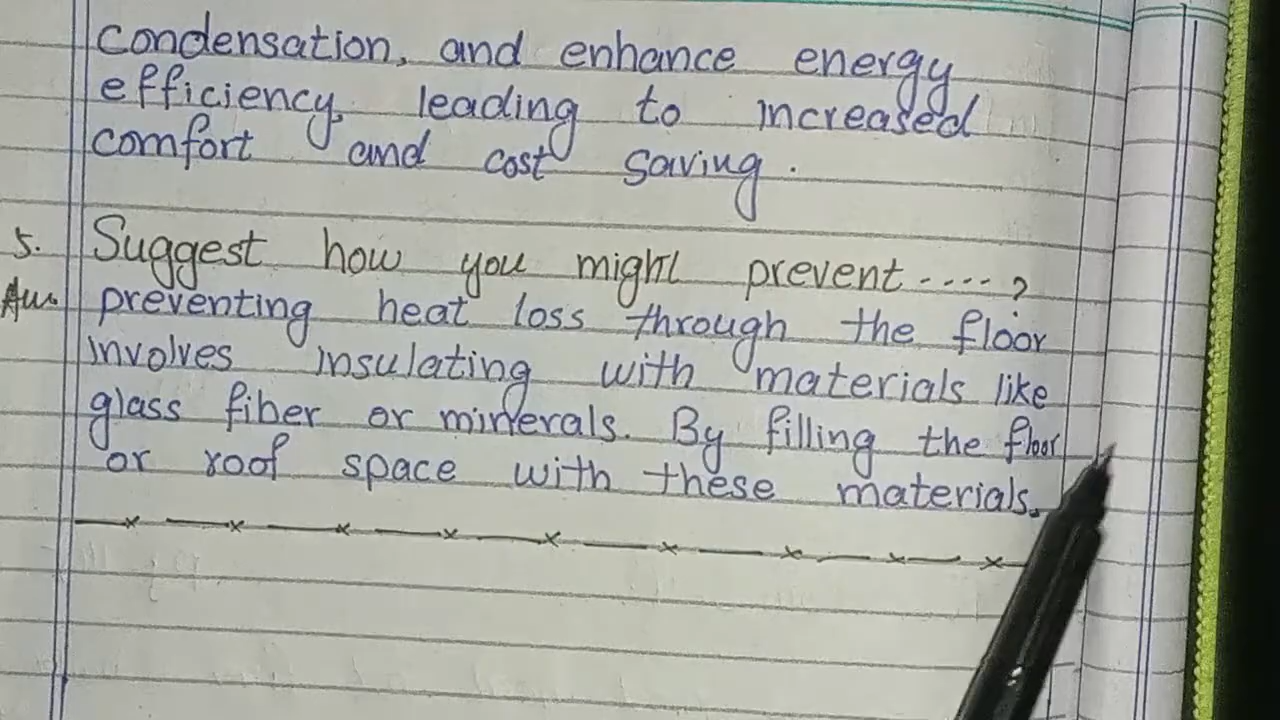 condensation, and enhance energy
efficiency, leading to increased
comfort and cost saving.
5. Suggest how you might prevent.....?
Aw. preventing heat loss through the floor
involves insulating with materials like
glass fiber or minerals. By filling the floor
or roof space with these materials.